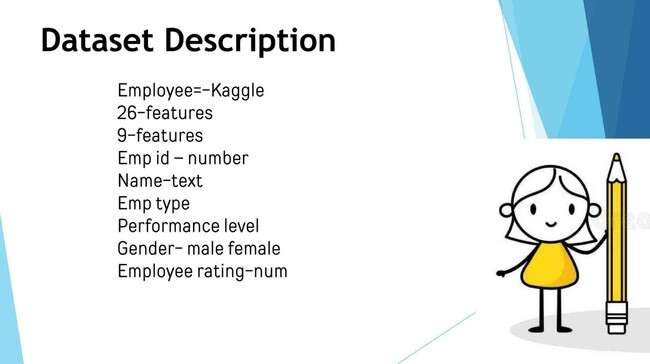 Dataset Description
Employee=-Kaggle
26-features
9-features
Emp id – number
Name-text
Emp type
Performance level
Gender- male female
Employee rating-num